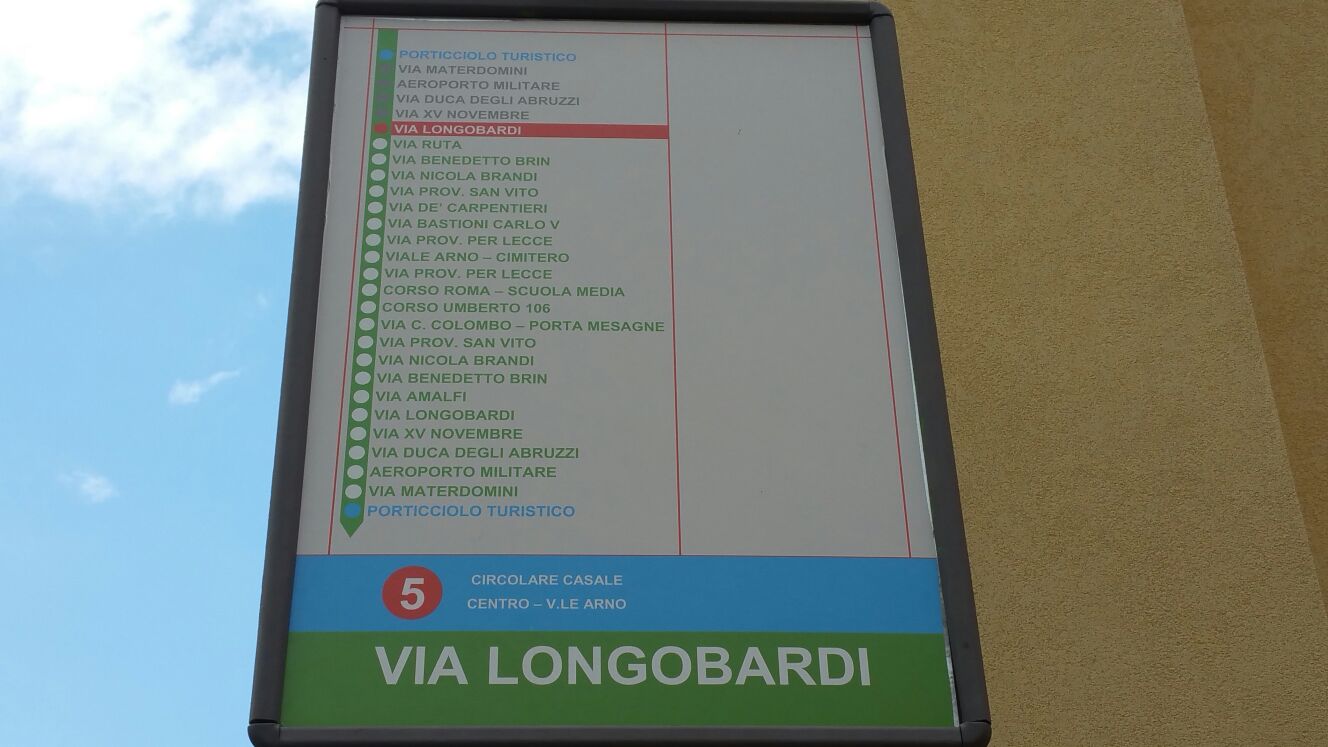 PORTICCIOLO TURISTICO
VIA MATERDOMINI
AEROPORTO MILITARE
VIA DUCA DEGLI ABRUZZI
VIA XV NOVEMBRE
VIA LONGOBARDI
VIA RUTA
VIA BENEDETTO BRIN
VIA NICOLA BRANDI
VIA PROV. SAN VITO
VIA DE' CARPENTIERI
VIA BASTIONI CARLO V
VIA PROV. PER LECCE
VIALE ARNO – CIMITERO
VIA PROV. PER LECCE
CORSO ROMA – SCUOLA MEDIA
CORSO UMBERTO 106
VIA C. COLOMBO – PORTA MESAGNE
VIA PROV. SAN VITO
VIA NICOLA BRANDI
VIA BENEDETTO BRIN
VIA AMALFI
VIA LONGOBARDI
VIA XV NOVEMBRE
VIA DUCA DEGLI ABRUZZI
AEROPORTO MILITARE
VIA MATERDOMINI
PORTICCIOLO TURISTICO
5
CIRCOLARE CASALE
CENTRO – V.LE ARNO
VIA LONGOBARDI